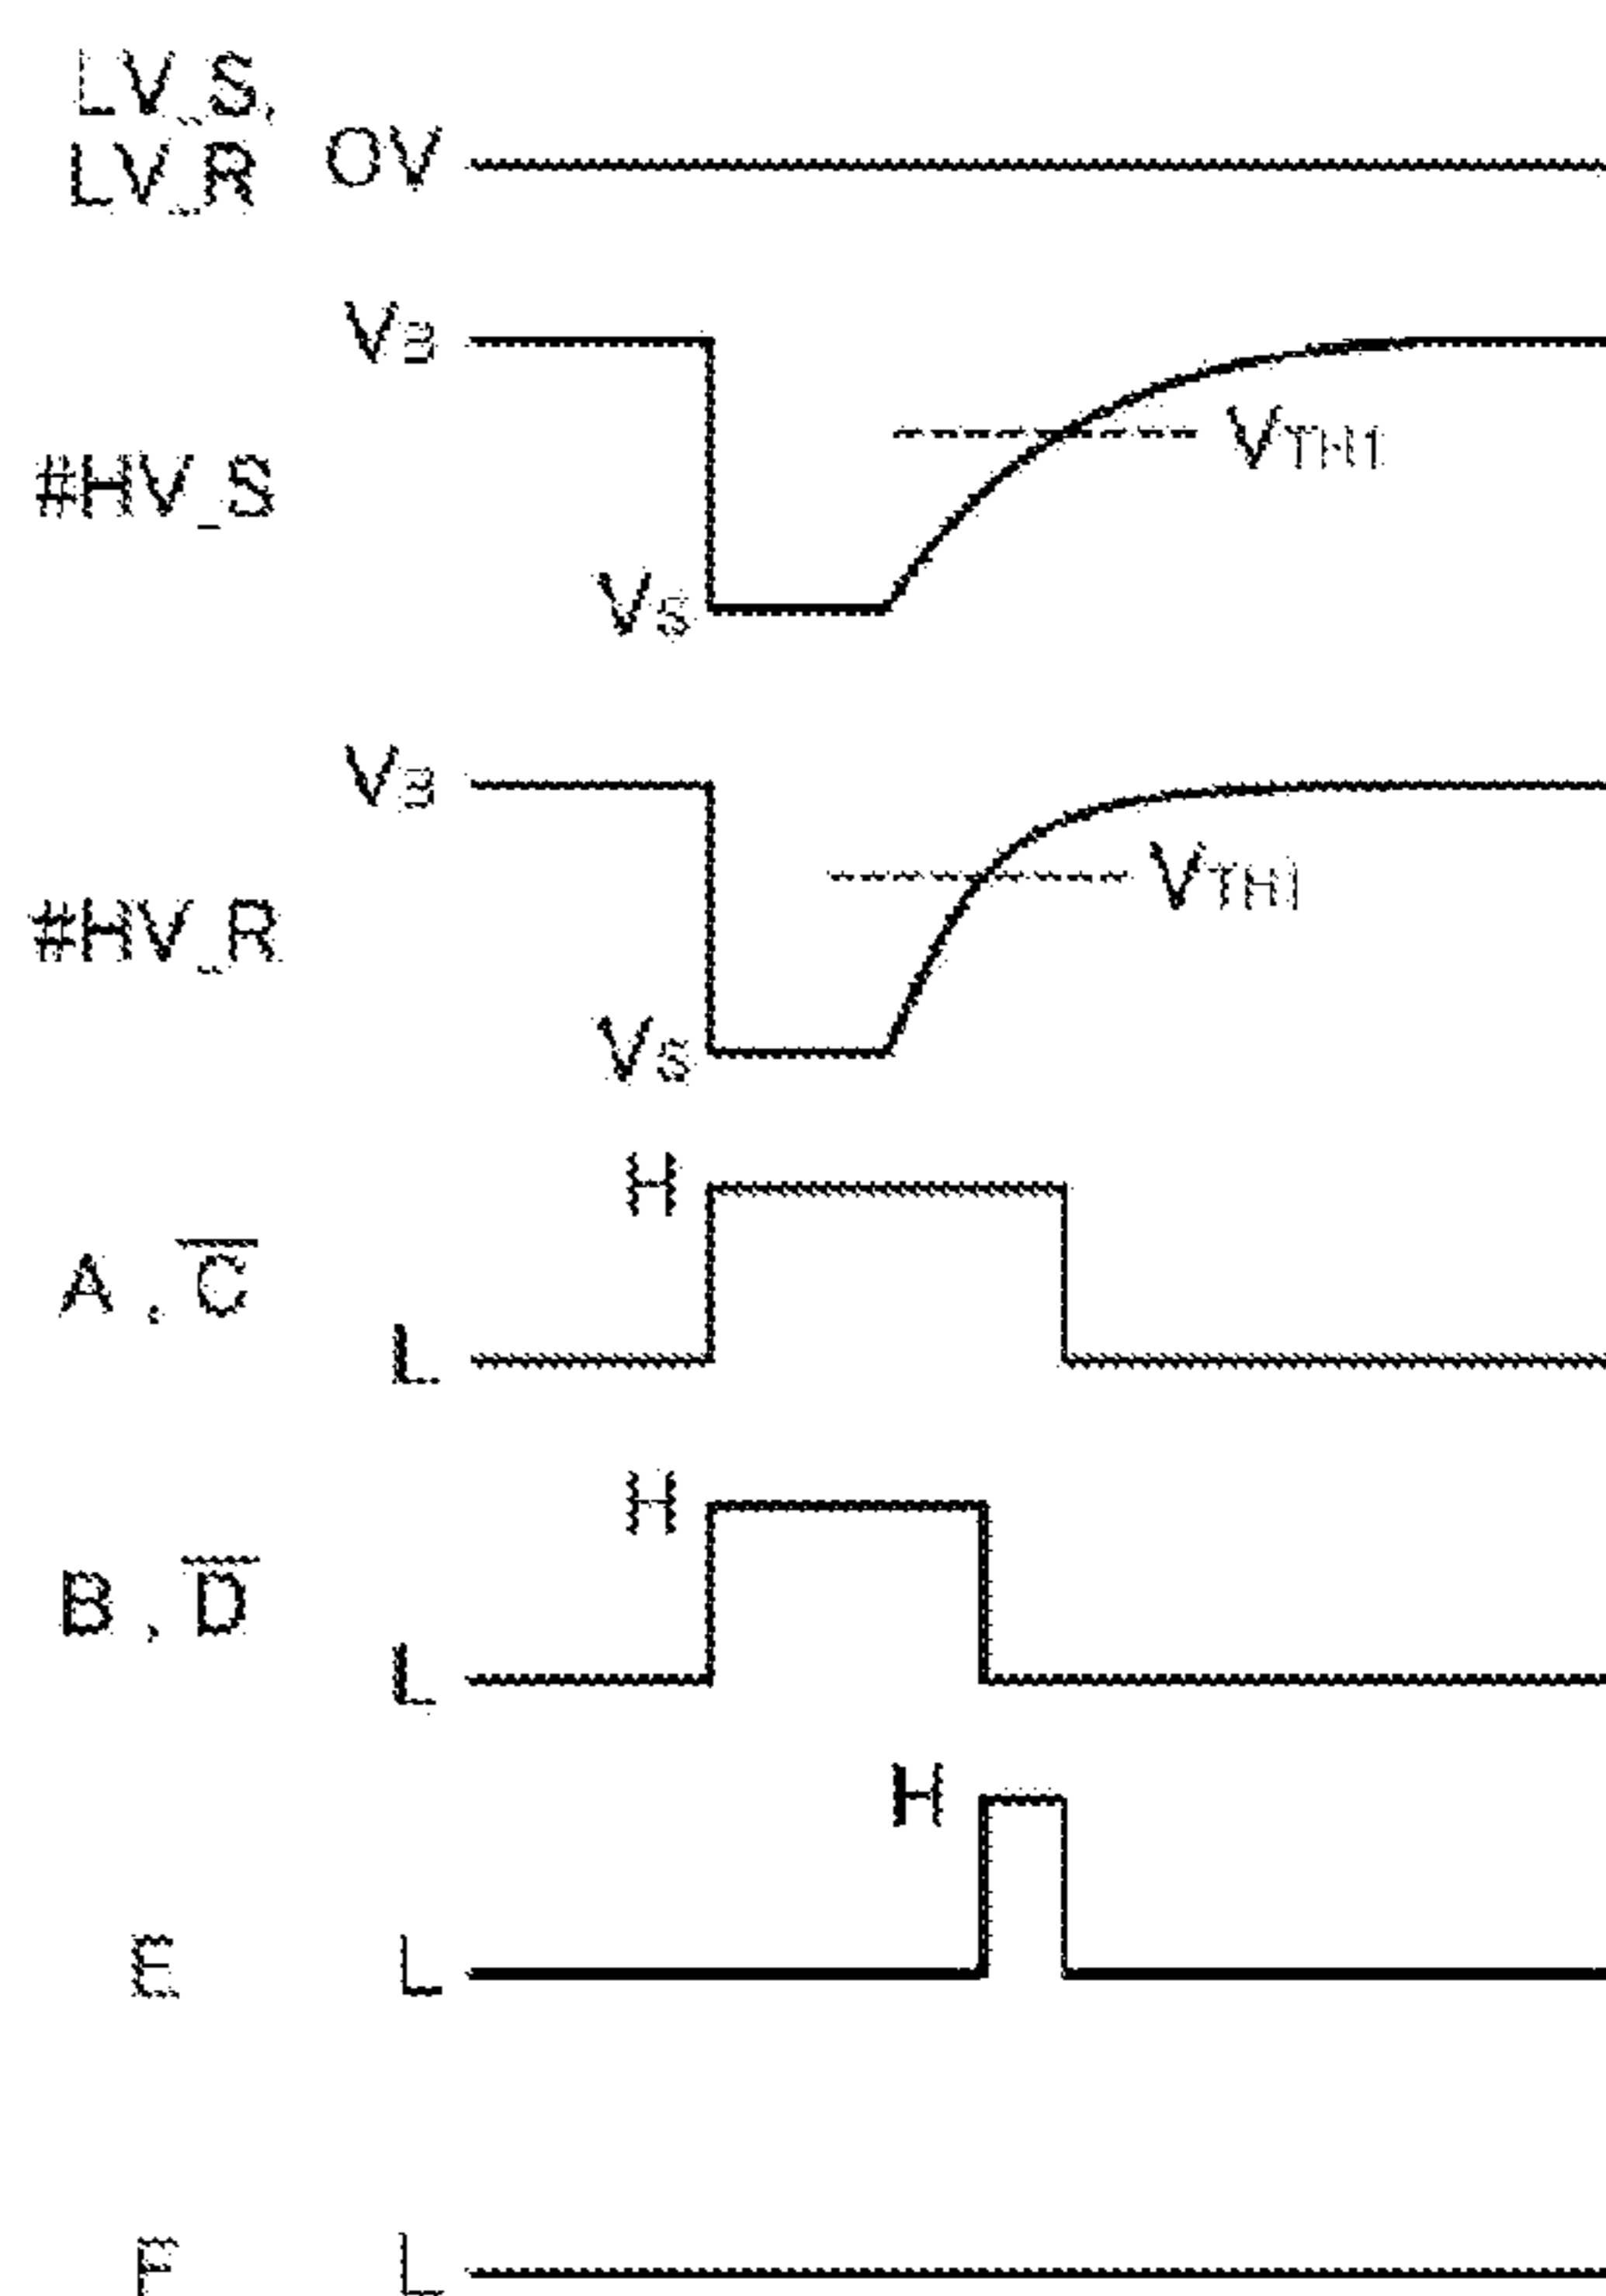 LV_S,
LV_R 0V
VB
#HV_S
VTH1
VS
VB
#HV_R
VTH1
VS
H
A , C̅
L
H
B , D̅
L
H
E L
F L